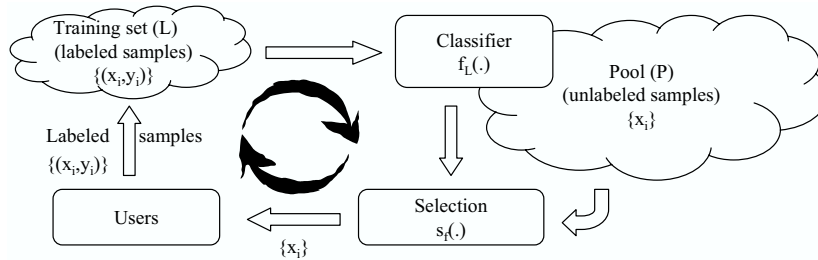 Training set (L)
(labeled samples)
{(xi,yi)}
Classifier
fL(.)
Pool (P)
(unlabeled samples)
{xi}
Labeled samples
{(xi,yi)}
Users
{xi}
Selection
sf(.)